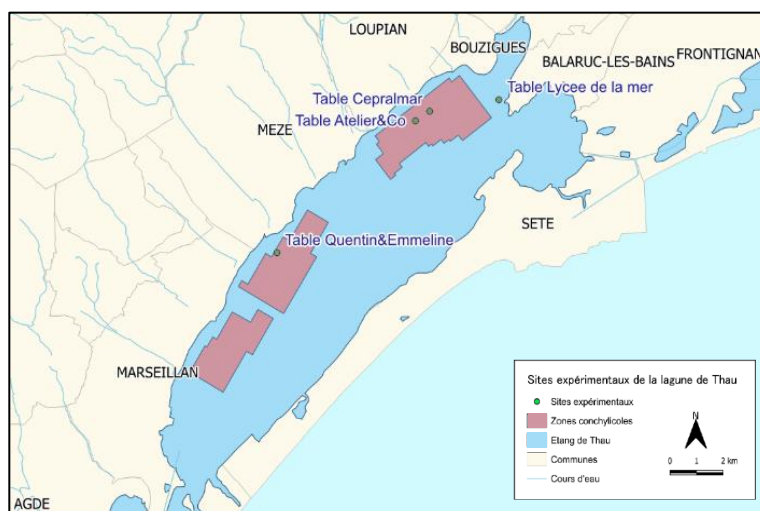 LOUPIAN
BOUZIGUES
BALARUC-LES-BAINS
FRONTIGNAN
Table Lycee de la mer
Table Cepralmar
Table Atelier&Co
MEZE
SETE
Table Quentin&Emmeline
MARSEILLAN
AGDE
Sites expérimentaux de la lagune de Thau
Sites expérimentaux
Zones conchylicoles
Etang de Thau
Communes
Cours d'eau
N
0 1 2 km